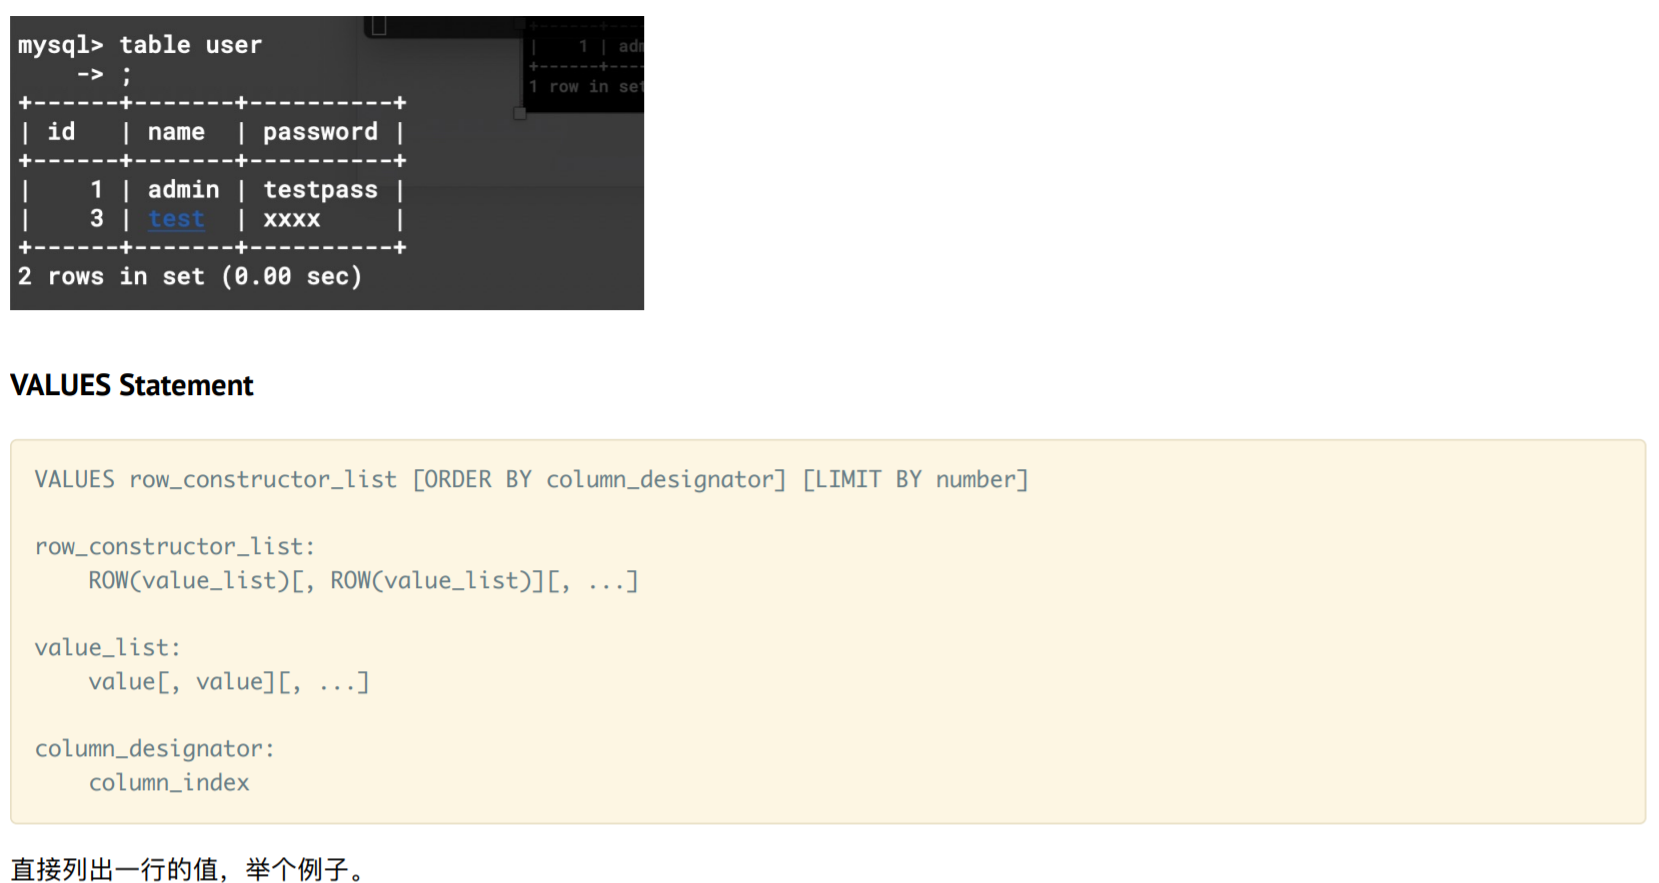 mysql> table user
    -> ;
+------+-------+----------+
| id   | name  | password |
+------+-------+----------+
|    1 | admin | testpass |
|    3 | test  | xxxx     |
+------+-------+----------+
2 rows in set (0.00 sec)
+------+----
|    1 | adm
+------+----
1 row in set
VALUES Statement
VALUES row_constructor_list [ORDER BY column_designator] [LIMIT BY number]
row_constructor_list:
    ROW(value_list)[, ROW(value_list)][, ...]
value_list:
    value[, value][, ...]
column_designator:
    column_index
直接列出一行的值，举个例子。